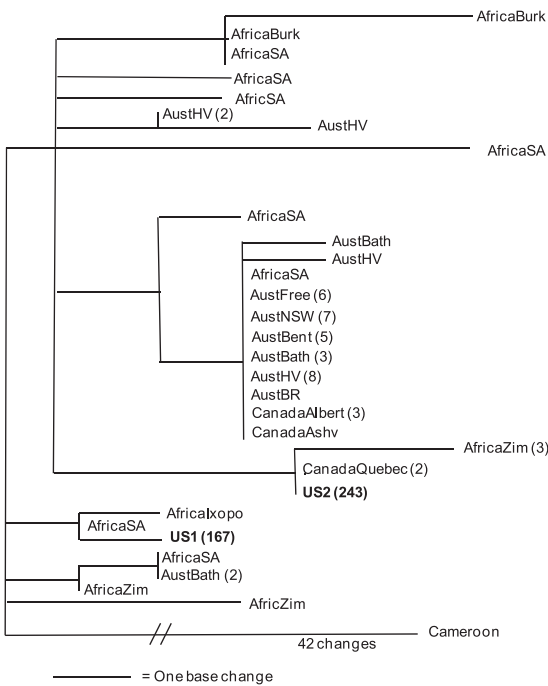 AfricaBurk
AfricaBurk
AfricaSA
AfricaSA
AfricSA
AustHV (2)
AustHV
AfricaSA
AfricaSA
AustBath
AustHV
AfricaSA
AustFree (6)
AustNSW (7)
AustBent (5)
AustBath (3)
AustHV (8)
AustBR
CanadaAlbert (3)
CanadaAshv
AfricaZim (3)
CanadaQuebec (2)
US2 (243)
AfricaIxopo
AfricaSA
US1 (167)
AfricaSA
AustBath (2)
AfricaZim
AfricZim
Cameroon
42 changes
= One base change